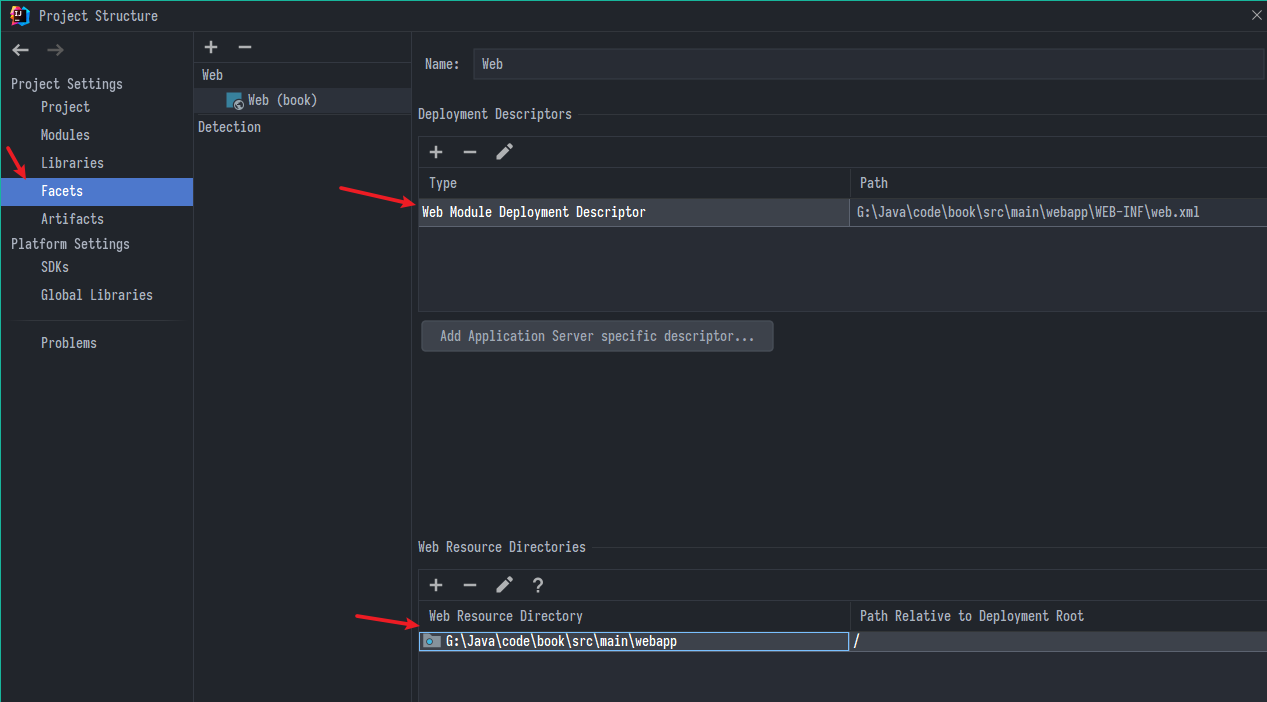 Project Structure
Project Settings
Project
Modules
Libraries
Facets
Artifacts
Platform Settings
SDKs
Global Libraries
Problems
Web
Web (book)
Detection
Name: Web
Deployment Descriptors
Type Path
Web Module Deployment Descriptor G:\Java\code\book\src\main\webapp\WEB-INF\web.xml
Add Application Server specific descriptor...
Web Resource Directories
?
Web Resource Directory Path Relative to Deployment Root
G:\Java\code\book\src\main\webapp /